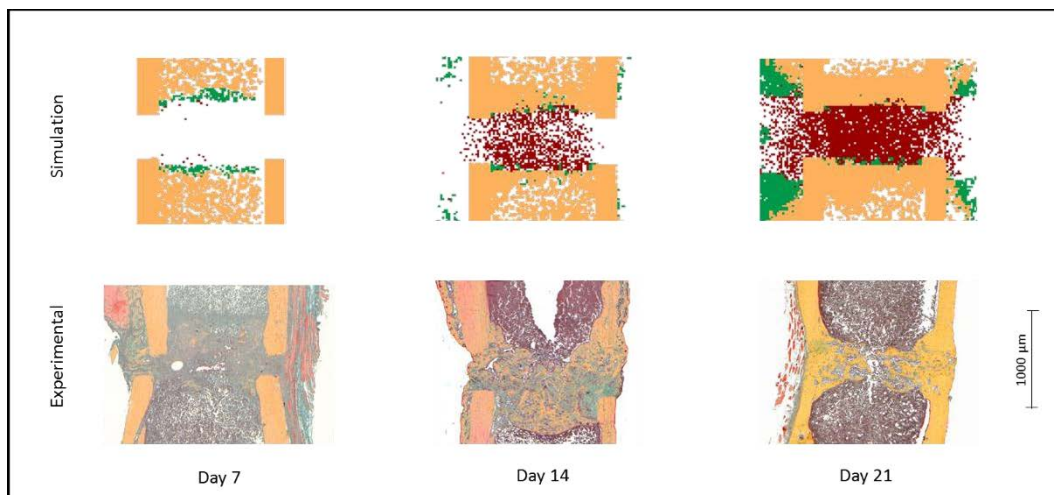 Simulation
Experimental
1000 µm
Day 7
Day 14
Day 21